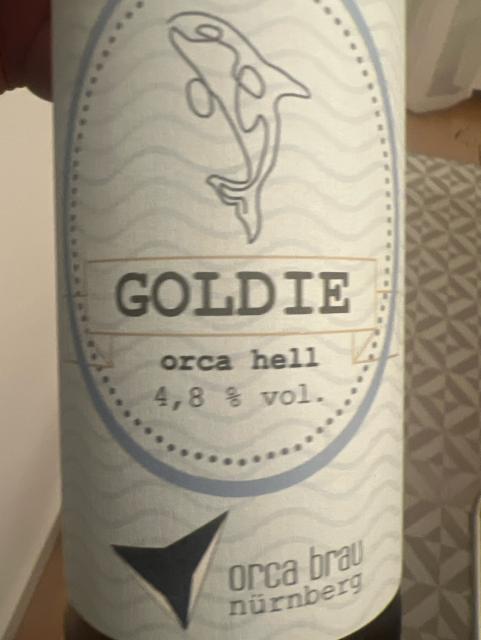 GOLDIE
orca hell
4,8 % vol.
orca brau
nürnberg